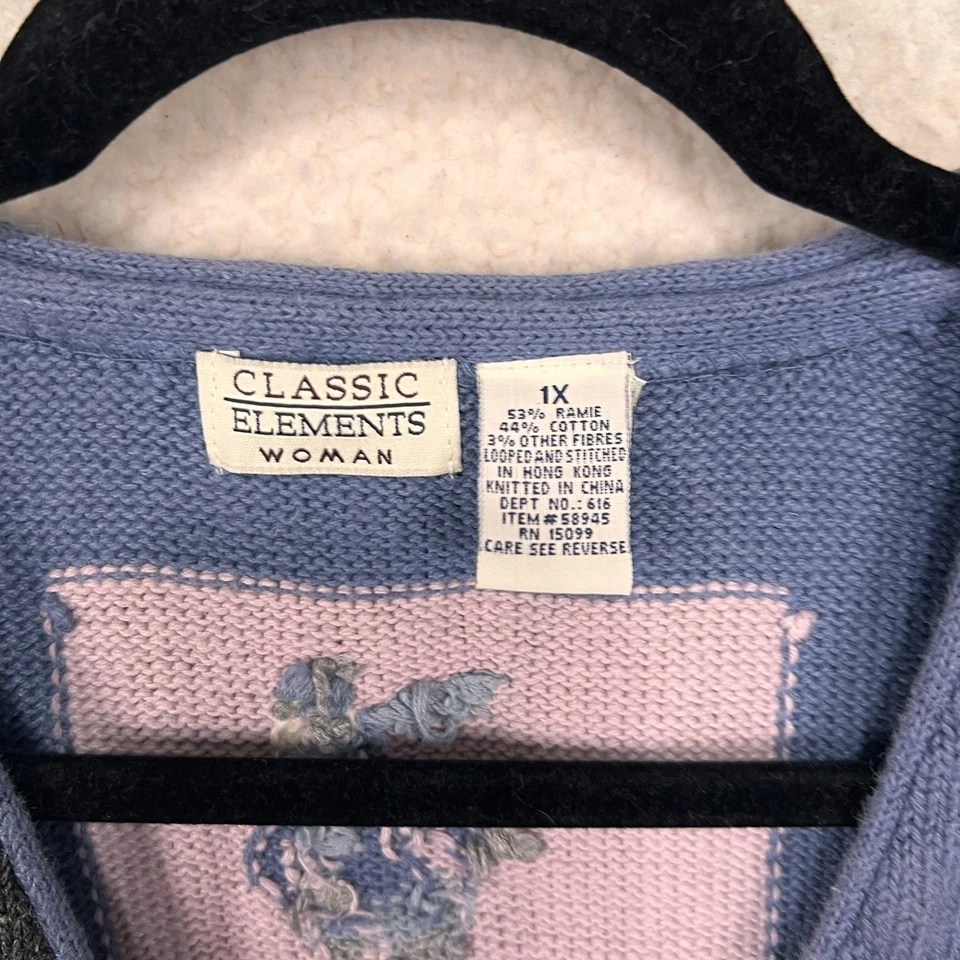 CLASSIC
ELEMENTS
WOMAN
1X
53% RAMIE
44% COTTON
3% OTHER FIBRES
LOOPED AND STITCHED
IN HONG KONG
KNITTED IN CHINA
DEPT NO.: 616
ITEM # 58945
RN 15099
CARE SEE REVERSE